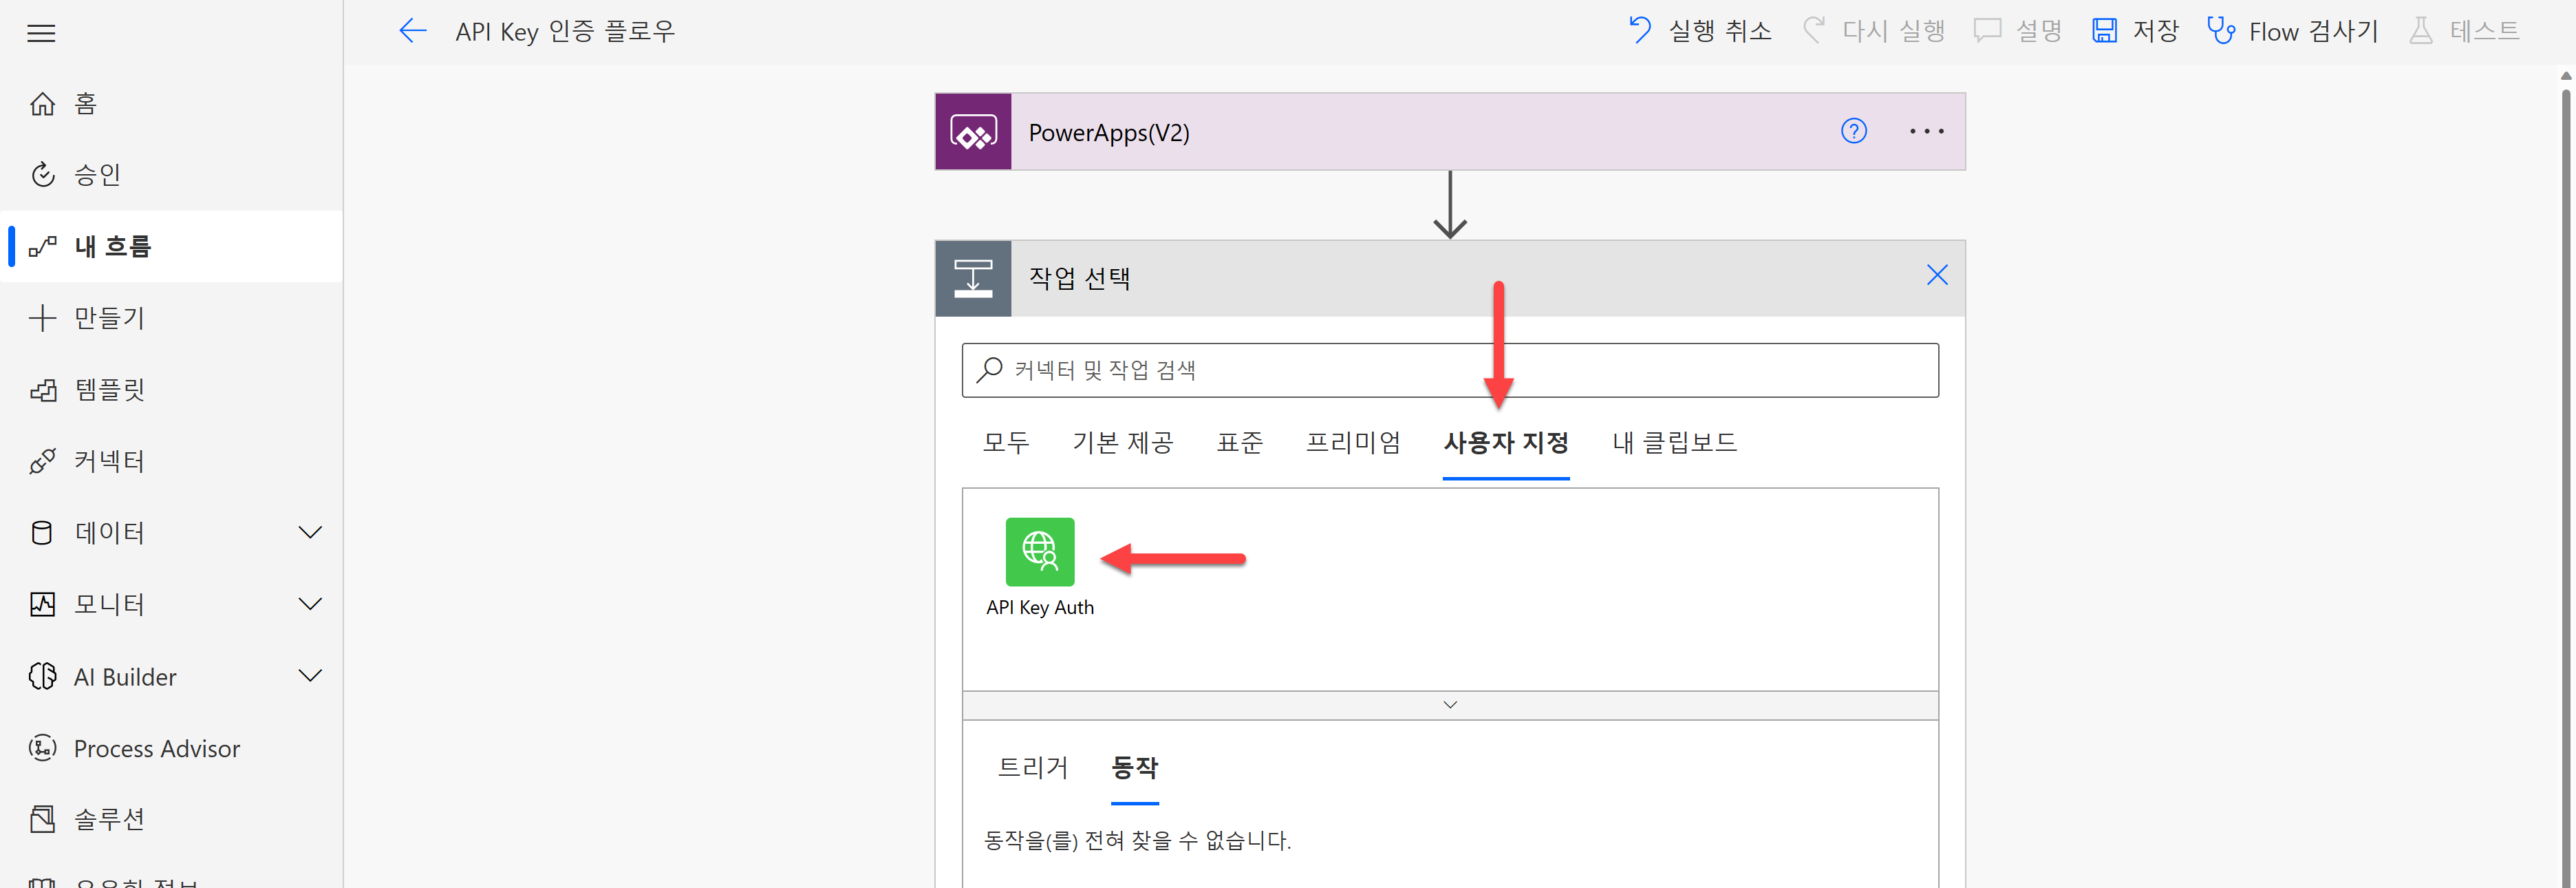 API Key 인증 플로우
실행 취소
다시 실행
설명
저장
Flow 검사기
테스트
홈
승인
내 흐름
만들기
템플릿
커넥터
데이터
모니터
AI Builder
Process Advisor
솔루션
PowerApps(V2)
작업 선택
커넥터 및 작업 검색
모두
기본 제공
표준
프리미엄
사용자 지정
내 클립보드
API Key Auth
트리거
동작
동작을(를) 전혀 찾을 수 없습니다.